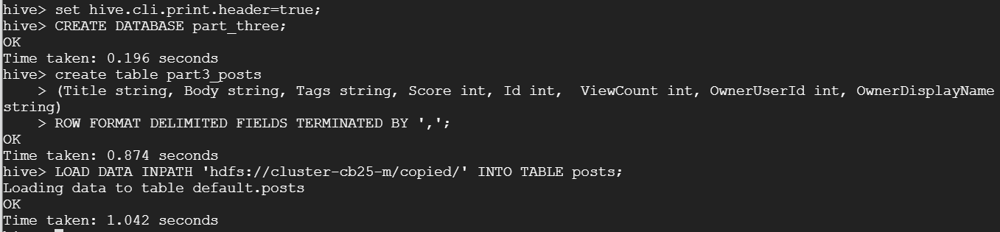 hive> set hive.cli.print.header=true;
hive> CREATE DATABASE part_three;
OK
Time taken: 0.196 seconds
hive> create table part3_posts
    > (Title string, Body string, Tags string, Score int, Id int,  ViewCount int, OwnerUserId int, OwnerDisplayName
string)
    > ROW FORMAT DELIMITED FIELDS TERMINATED BY ',';
OK
Time taken: 0.874 seconds
hive> LOAD DATA INPATH 'hdfs://cluster-cb25-m/copied/' INTO TABLE posts;
Loading data to table default.posts
OK
Time taken: 1.042 seconds